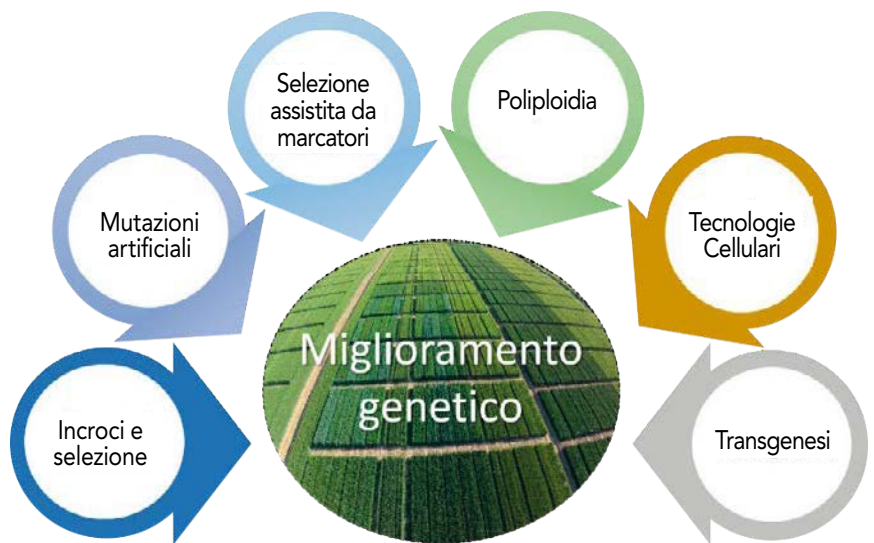 Selezione
assistita da
marcatori
Poliploidia
Mutazioni
artificiali
Tecnologie
Cellulari
Miglioramento
genetico
Incroci e
selezione
Transgenesi